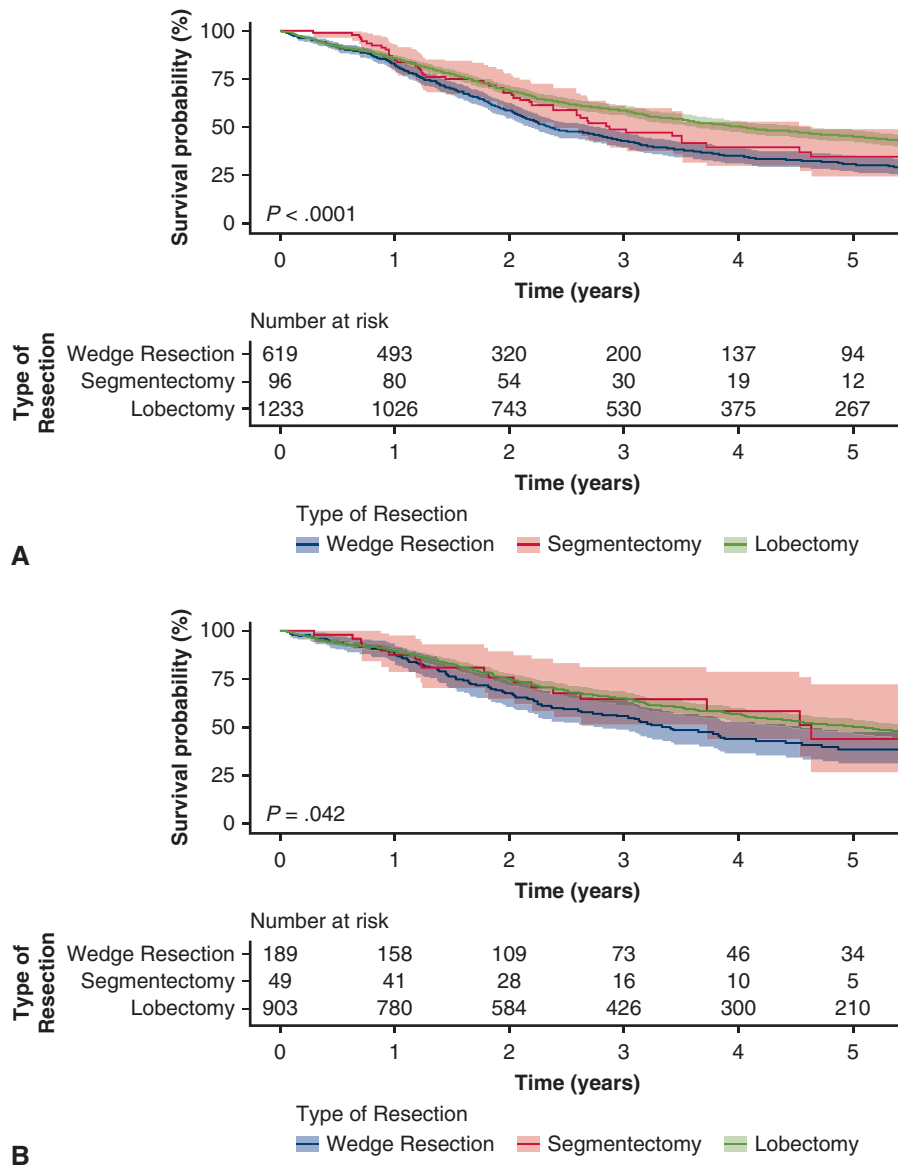 A
Survival probability (%)
100
75
50
25
0
P < .0001
0 1 2 3 4 5
Time (years)
Number at risk
Type of
Resection
Wedge Resection 619 493 320 200 137 94
Segmentectomy 96 80 54 30 19 12
Lobectomy 1233 1026 743 530 375 267
0 1 2 3 4 5
Time (years)
Type of Resection
Wedge Resection Segmentectomy Lobectomy
Survival probability (%)
100
75
50
25
0
P = .042
0 1 2 3 4 5
Time (years)
Number at risk
Type of
Resection
Wedge Resection 189 158 109 73 46 34
Segmentectomy 49 41 28 16 10 5
Lobectomy 903 780 584 426 300 210
0 1 2 3 4 5
Time (years)
Type of Resection
Wedge Resection Segmentectomy Lobectomy
B